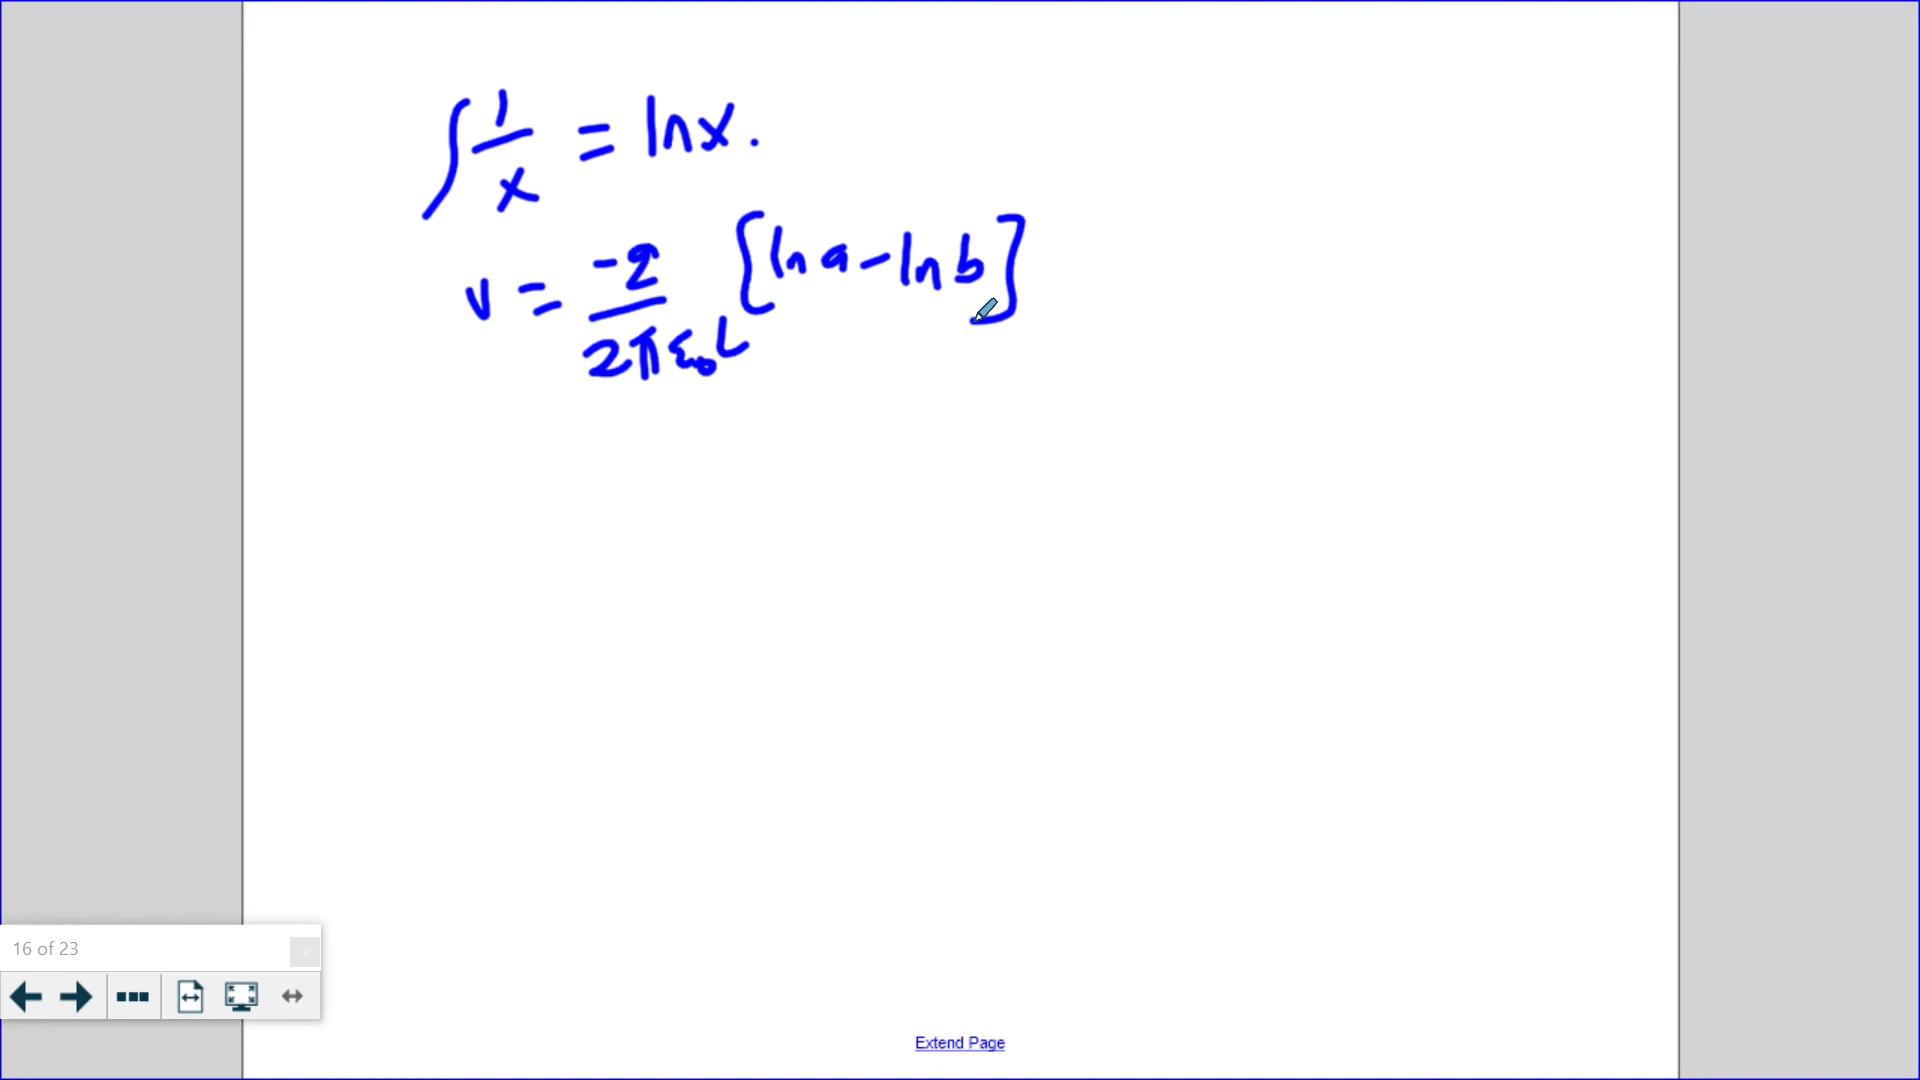 ∫ 1/x = ln x .
v = -q/2πε₀L [ln a - ln b]
16 of 23
Extend Page